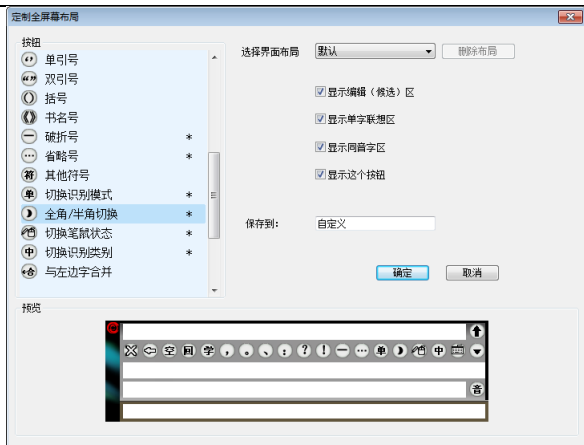 定制全屏幕布局
按钮
选择界面布局 默认 删除布局
“” 单引号
“” 双引号
() 括号
《》 书名号
— 破折号 *
… 省略号 *
符 其他符号
单 切换识别模式 *
全角/半角切换 *
切换笔鼠状态 *
中 切换识别类别 *
合 与左边字合并
显示编辑（候选）区
显示单字联想区
显示同音字区
显示这个按钮
保存到： 自定义
确定 取消
预览
空 回 学 ， 。 、 ： ？ ！ — … 单 中
音